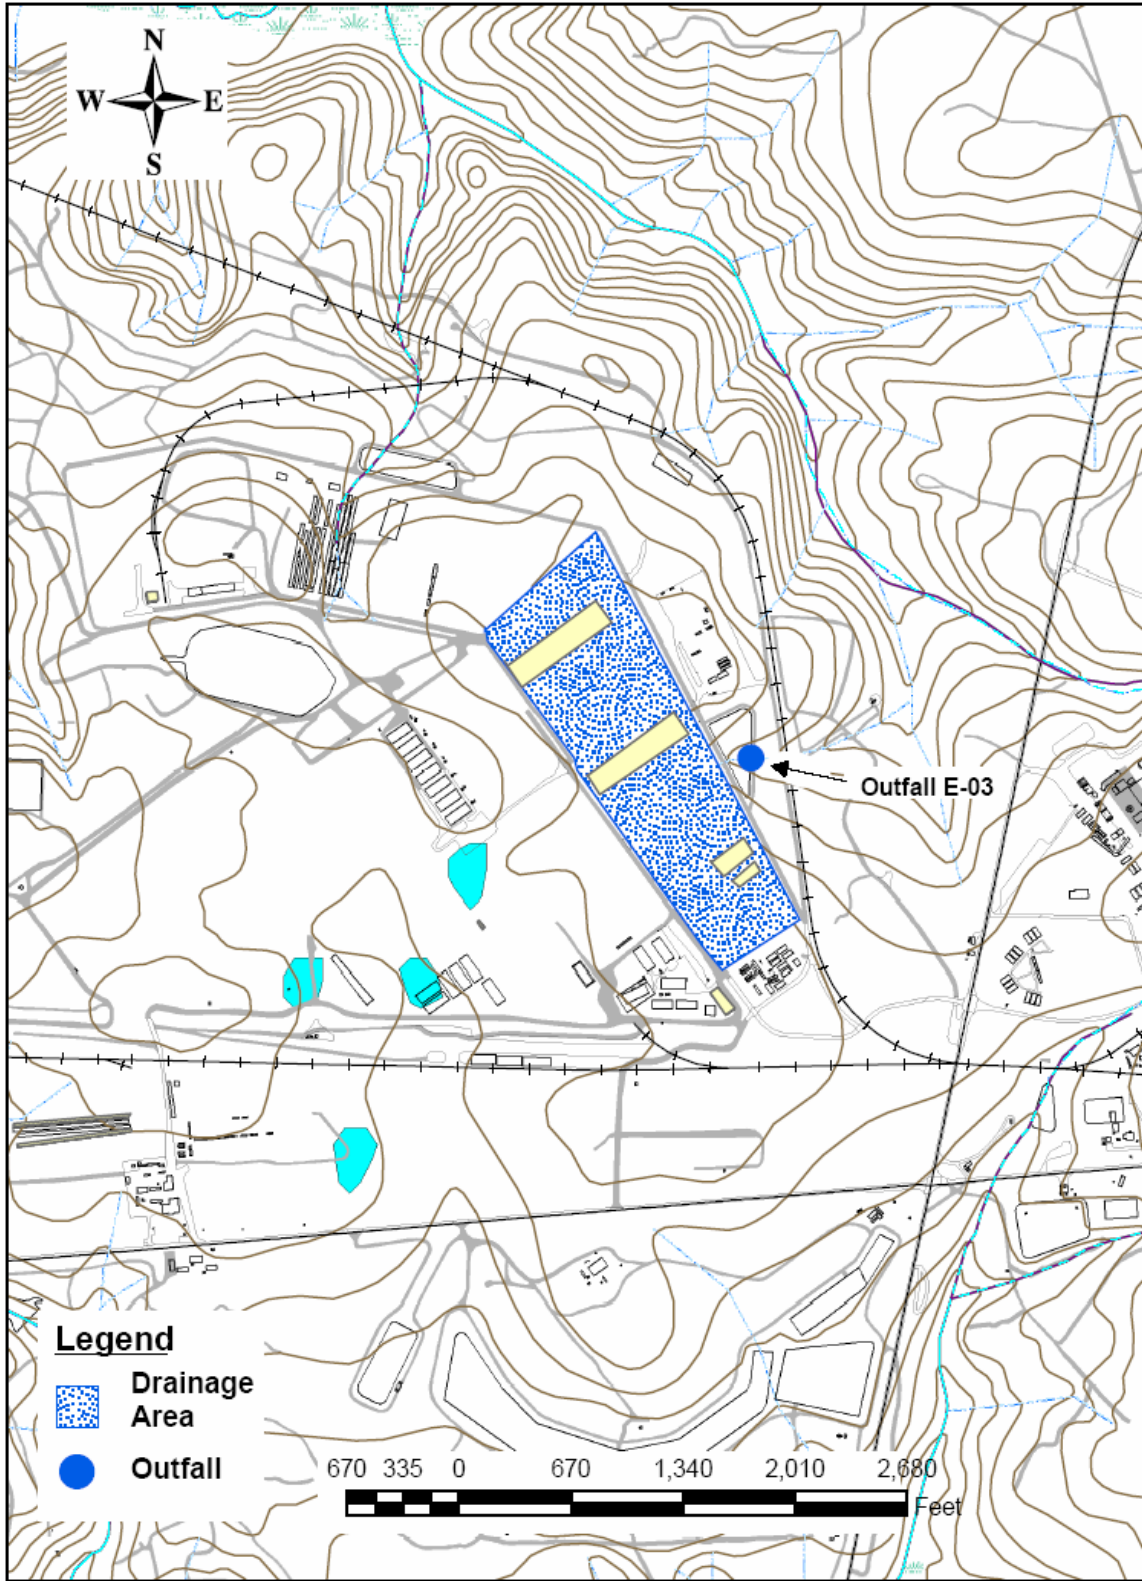 N
W E
S
Outfall E-03
Legend
Drainage
Area
Outfall
670 335 0 670 1,340 2,010 2,680
Feet